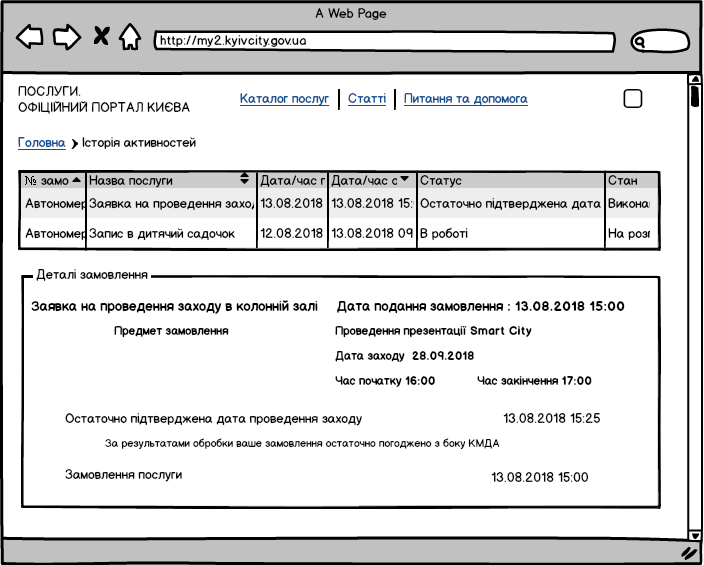 A Web Page
http://my2.kyivcity.gov.ua
ПОСЛУГИ.
ОФІЦІЙНИЙ ПОРТАЛ КИЄВА
Каталог послуг | Статті | Питання та допомога
Головна > Історія активностей
№ замо Назва послуги Дата/час г Дата/час с Статус Стан
Автономер Заявка на проведення захо, 13.08.2018 13.08.2018 15: Остаточно підтверджена дата Викона
Автономер Запис в дитячий садочок 12.08.2018 13.08.2018 09 В роботі На розг
Деталі замовлення
Заявка на проведення заходу в колонній залі Дата подання замовлення : 13.08.2018 15:00
Предмет замовлення Проведення презентації Smart City
Дата заходу 28.09.2018
Час початку 16:00 Час закінчення 17:00
Остаточно підтверджена дата проведення заходу 13.08.2018 15:25
За результатами обробки ваше замовлення остаточно погоджено з боку КМДА
Замовлення послуги 13.08.2018 15:00